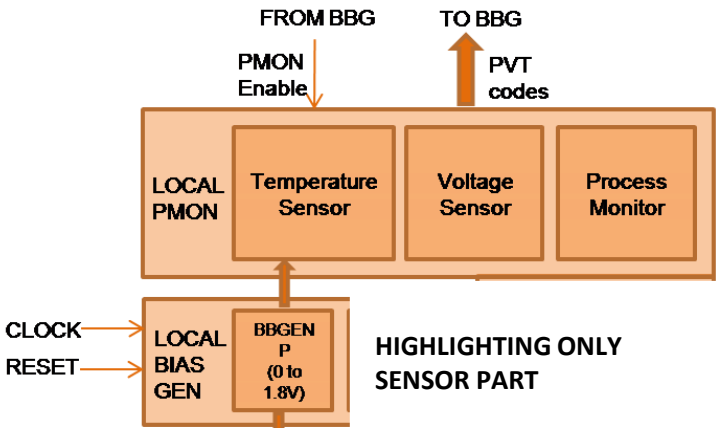 FROM BBG
TO BBG
PMON
Enable
PVT
codes
LOCAL
PMON
Temperature
Sensor
Voltage
Sensor
Process
Monitor
CLOCK
RESET
LOCAL
BIAS
GEN
BBGEN
P
(0 to
1.8V)
HIGHLIGHTING ONLY
SENSOR PART